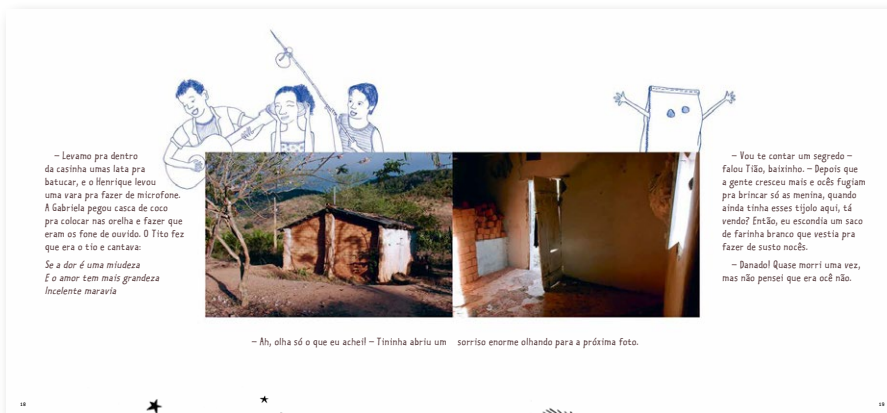 – Levamo pra dentro
da casinha umas lata pra
batucar, e o Henrique levou
uma vara pra fazer de microfone.
A Gabriela pegou casca de coco
pra colocar nas orelha e fazer que
eram os fone de ouvido. O Tito fez
que era o tio e cantava:
Se a dor é uma miudeza
E o amor tem mais grandeza
Incelente maravia
– Vou te contar um segredo –
falou Tião, baixinho. – Depois que
a gente cresceu mais e ocês fugiam
pra brincar só as menina, quando
ainda tinha esses tijolo aqui, tá
vendo? Então, eu escondia um saco
de farinha branco que vestia pra
fazer de susto nocês.
– Danado! Quase morri uma vez,
mas não pensei que era ocê não.
– Ah, olha só o que eu achei! – Tininha abriu um sorriso enorme olhando para a próxima foto.
18
19